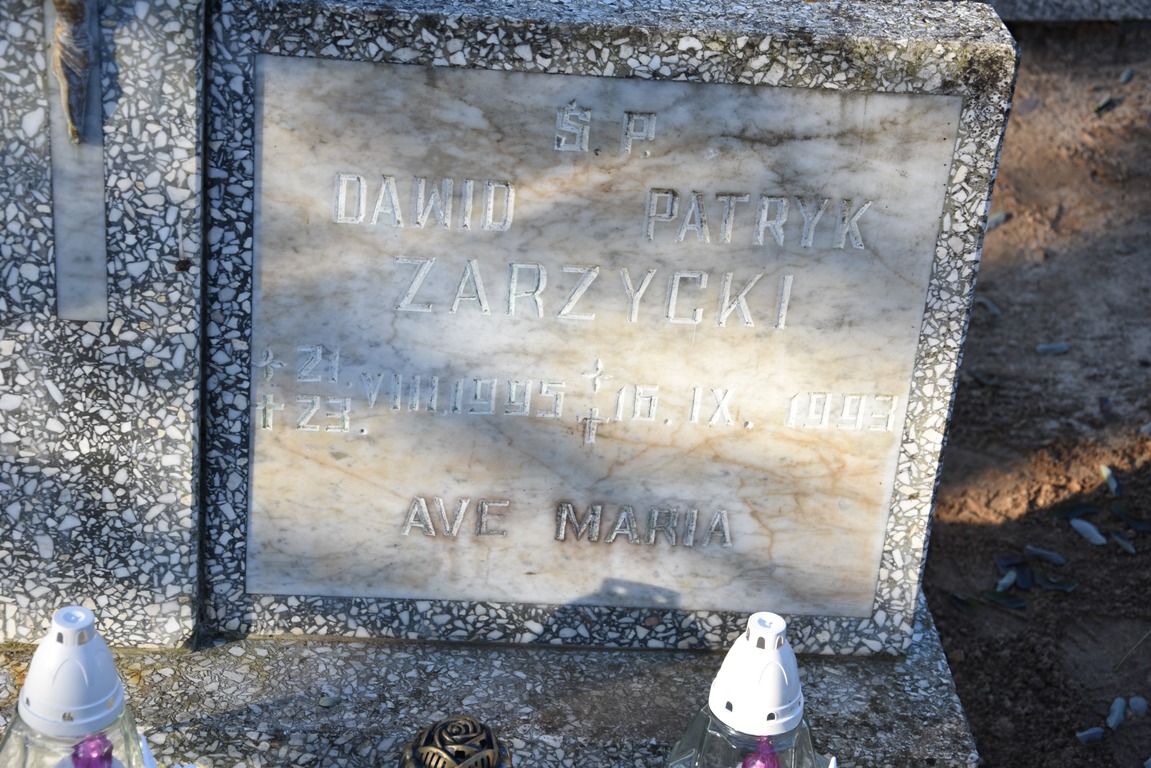 Ś. P.
DAWID PATRYK
ZARZYCKI
* 21. VIII.1995 * 16. IX. 1993
† 23. †
AVE MARIA